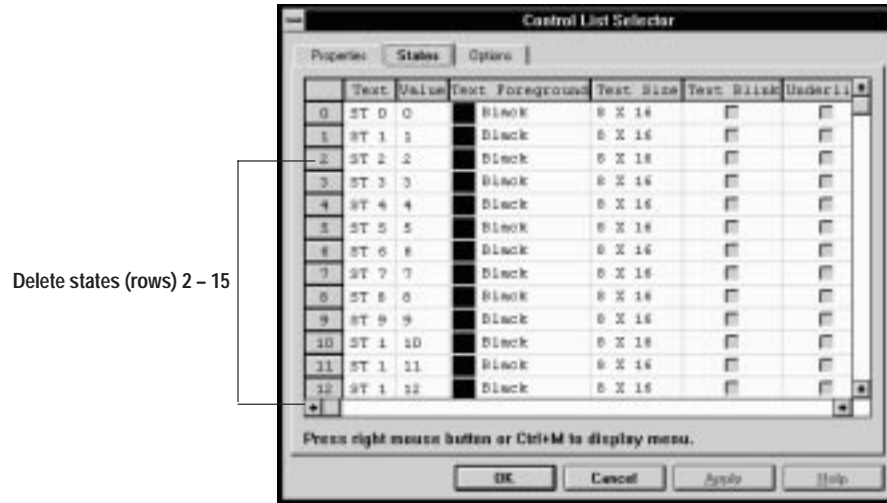 Control List Selector
Properties States Options
Text Value Text Foreground Text Size Text Blink Underli
0 ST 0 0 Black 8 X 16
1 ST 1 1 Black 8 X 16
2 ST 2 2 Black 8 X 16
3 ST 3 3 Black 8 X 16
4 ST 4 4 Black 8 X 16
5 ST 5 5 Black 8 X 16
6 ST 6 6 Black 8 X 16
7 ST 7 7 Black 8 X 16
Delete states (rows) 2 – 15
8 ST 8 8 Black 8 X 16
9 ST 9 9 Black 8 X 16
10 ST 1 10 Black 8 X 16
11 ST 1 11 Black 8 X 16
12 ST 1 12 Black 8 X 16
Press right mouse button or Ctrl+M to display menu.
OK Cancel Apply Help